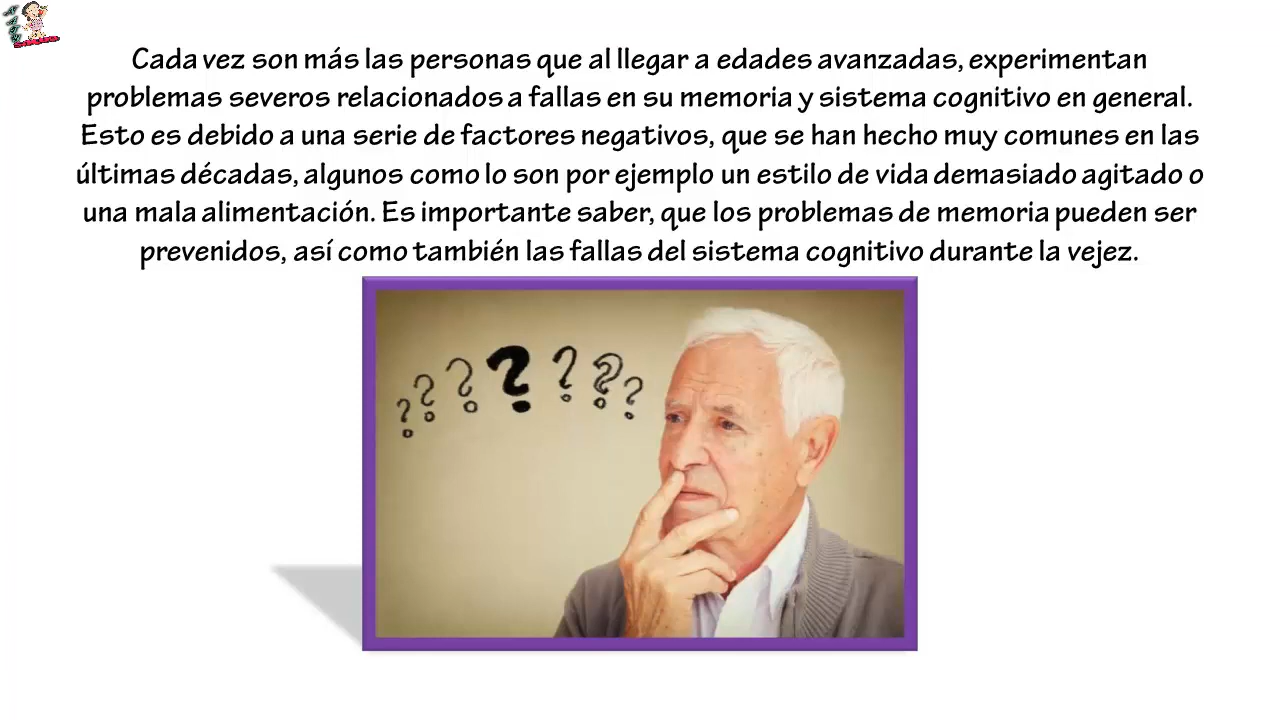 Cada vez son más las personas que al llegar a edades avanzadas, experimentan
problemas severos relacionados a fallas en su memoria y sistema cognitivo en general.
Esto es debido a una serie de factores negativos, que se han hecho muy comunes en las
últimas décadas, algunos como lo son por ejemplo un estilo de vida demasiado agitado o
una mala alimentación. Es importante saber, que los problemas de memoria pueden ser
prevenidos, así como también las fallas del sistema cognitivo durante la vejez.
? ? ? ? ? ? ?